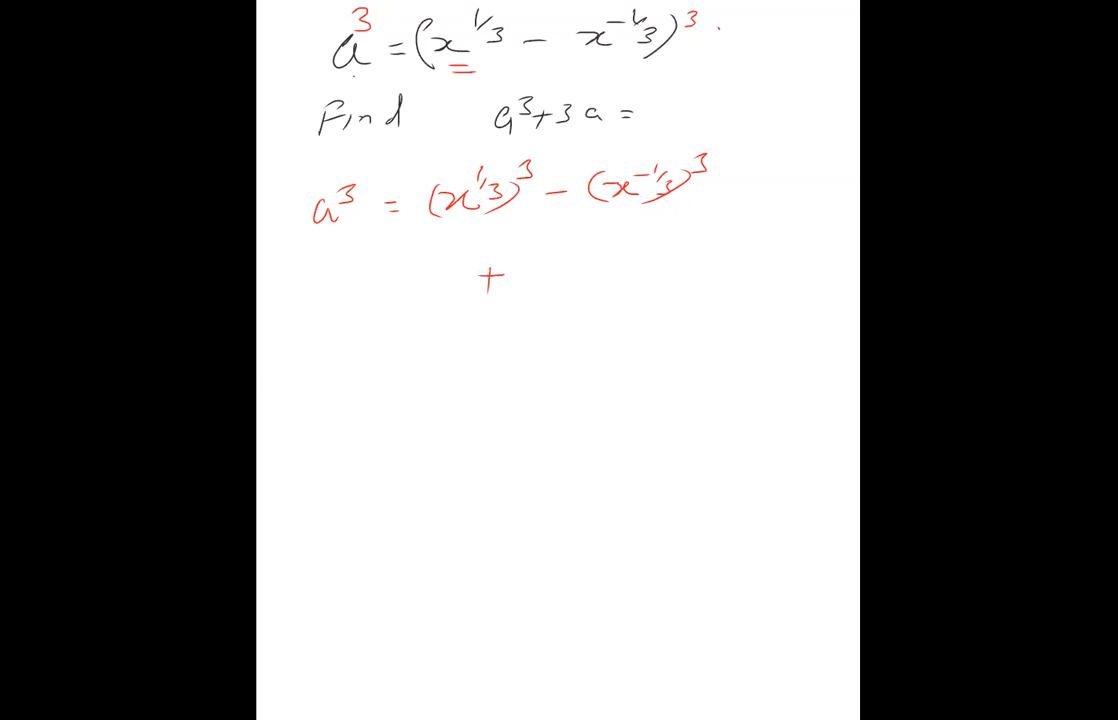 a³ = (x^{1/3} - x^{-1/3})³ .
Find a³+3a =
a³ = (x^{1/3})³ - (x^{-1/3})³
+